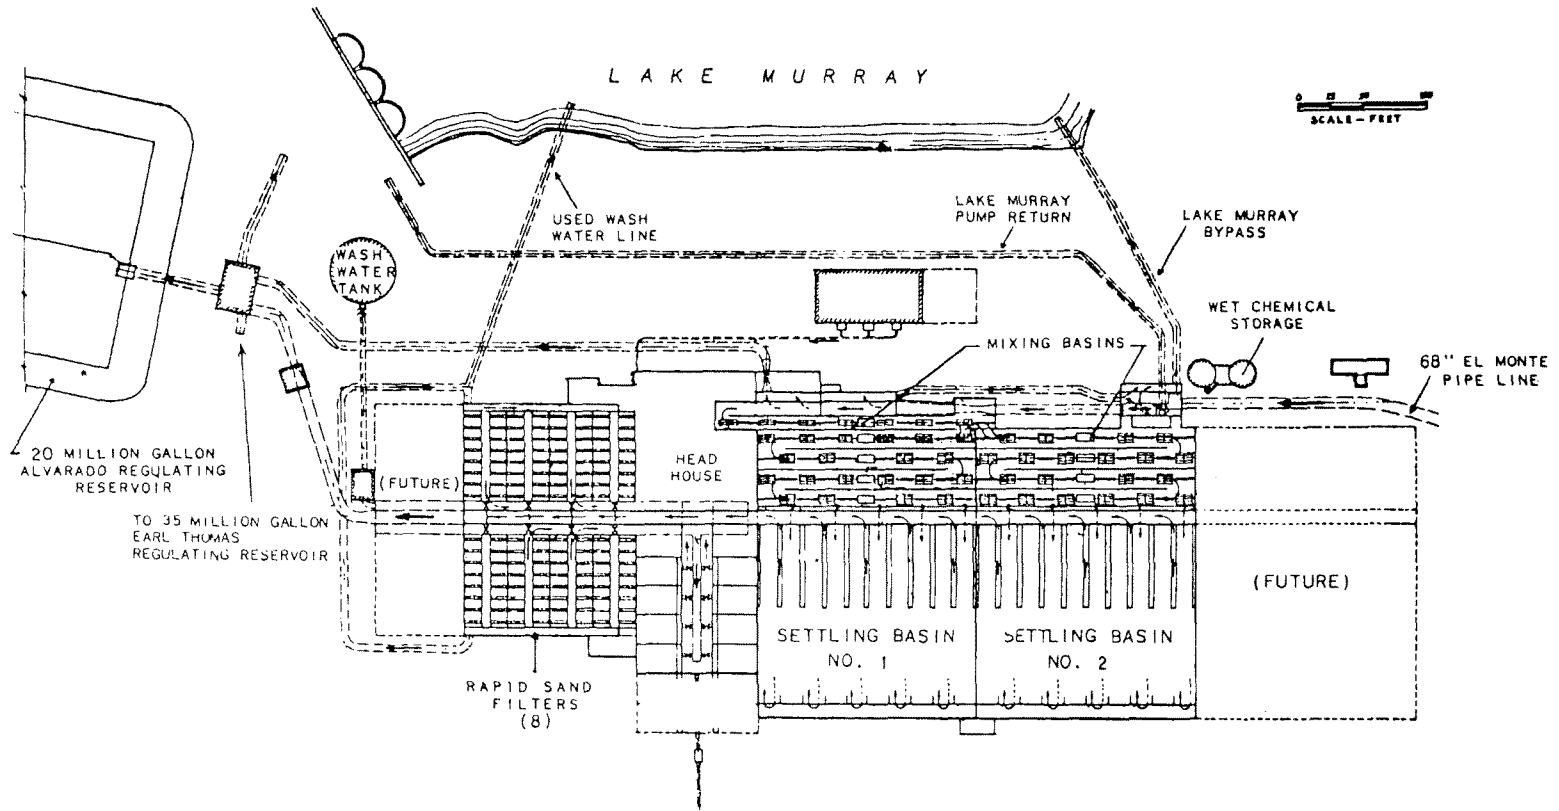 LAKE MURRAY
0
SCALE - FEET
USED WASH
WATER LINE
LAKE MURRAY
PUMP RETURN
LAKE MURRAY
BYPASS
WASH
WATER
TANK
WET CHEMICAL
STORAGE
MIXING BASINS
68" EL MONTE
PIPE LINE
20 MILLION GALLON
ALVARADO REGULATING
RESERVOIR
(FUTURE)
HEAD
HOUSE
TO 35 MILLION GALLON
EARL THOMAS
REGULATING RESERVOIR
(FUTURE)
SETTLING BASIN
NO. 1
SETTLING BASIN
NO. 2
RAPID SAND
FILTERS
(8)